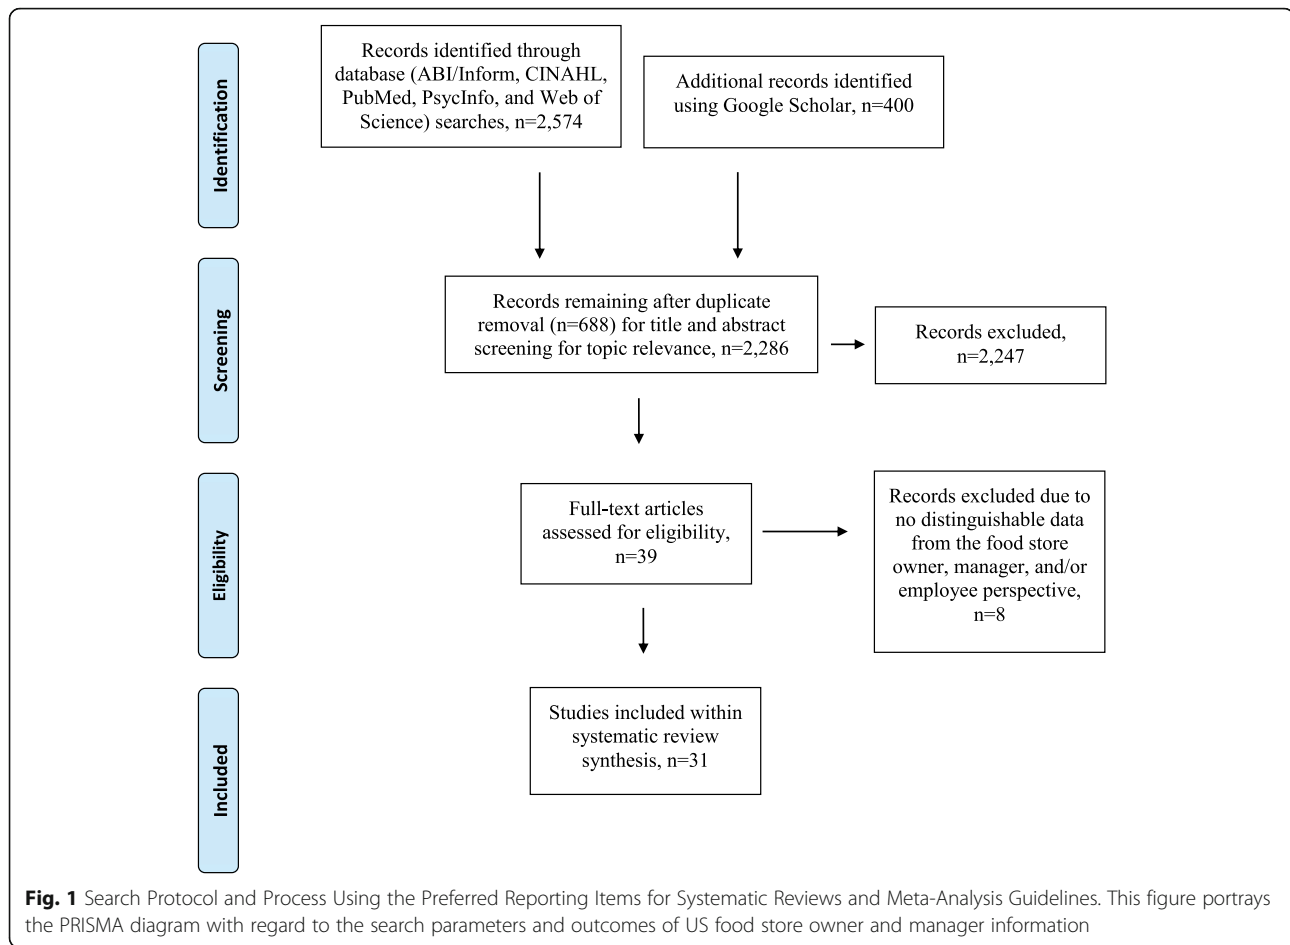 Identification
Records identified through
database (ABI/Inform, CINAHL,
PubMed, PsycInfo, and Web of
Science) searches, n=2,574
Additional records identified
using Google Scholar, n=400
Screening
Records remaining after duplicate
removal (n=688) for title and abstract
screening for topic relevance, n=2,286
Records excluded,
n=2,247
Eligibility
Full-text articles
assessed for eligibility,
n=39
Records excluded due to
no distinguishable data
from the food store
owner, manager, and/or
employee perspective,
n=8
Included
Studies included within
systematic review
synthesis, n=31
Fig. 1 Search Protocol and Process Using the Preferred Reporting Items for Systematic Reviews and Meta-Analysis Guidelines. This figure portrays
the PRISMA diagram with regard to the search parameters and outcomes of US food store owner and manager information